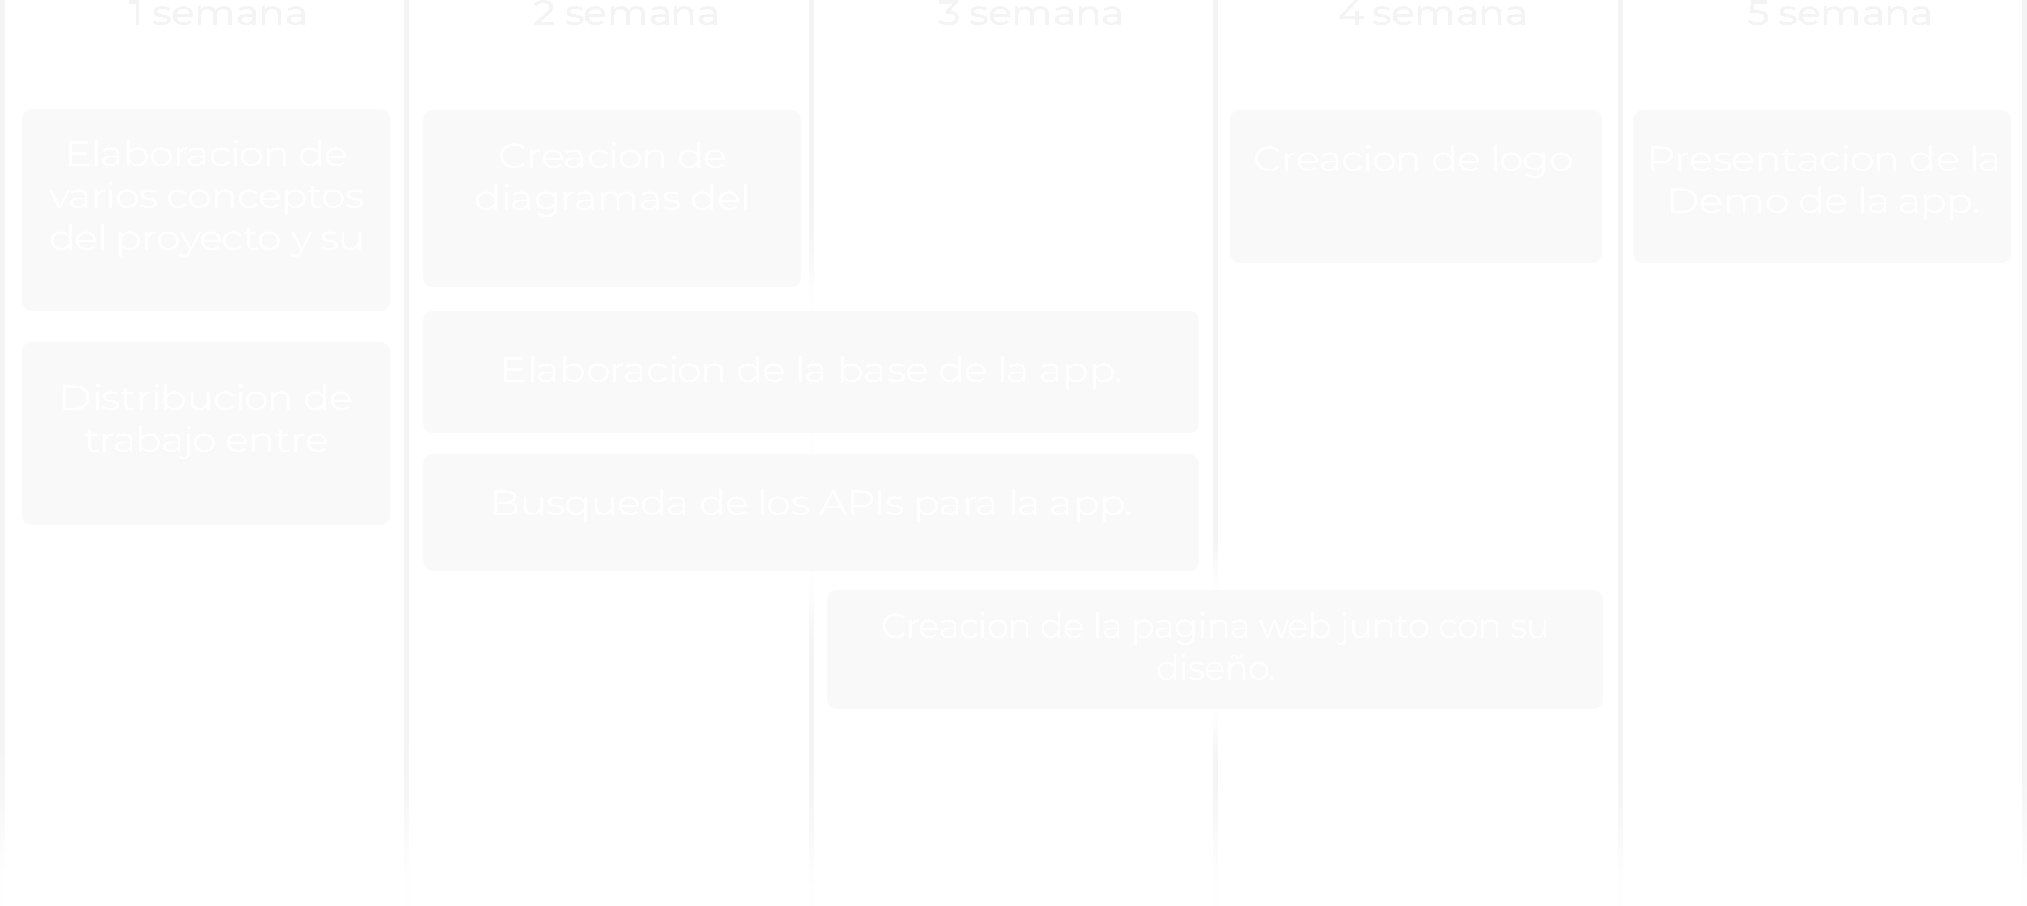 1 semana
2 semana
3 semana
4 semana
5 semana
Elaboracion de
varios conceptos
del proyecto y su
Creacion de
diagramas del
Creacion de logo
Presentacion de la
Demo de la app.
Elaboracion de la base de la app.
Distribucion de
trabajo entre
Busqueda de los APIs para la app.
Creacion de la pagina web junto con su
diseño.